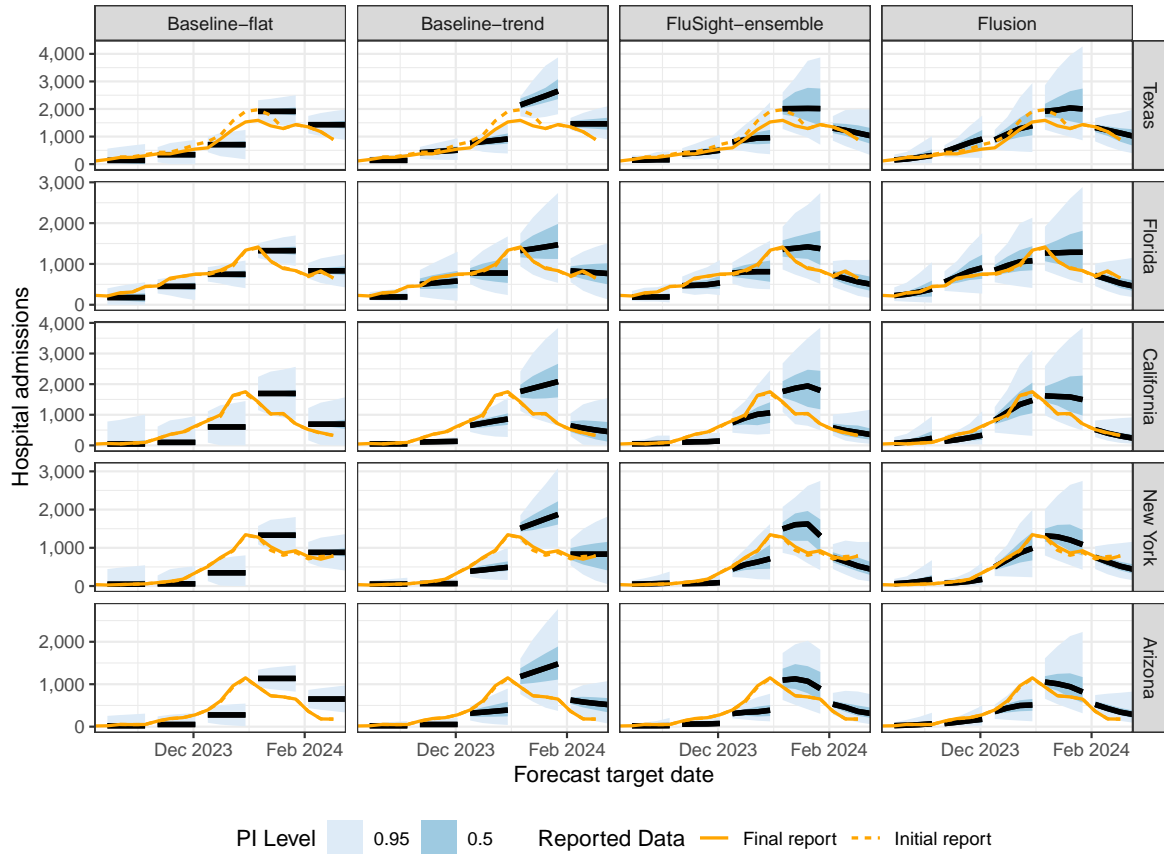 Baseline−flat Baseline−trend FluSight−ensemble Flusion
4,000
3,000
2,000
1,000
0
Texas
3,000
2,000
1,000
0
Florida
4,000
3,000
2,000
1,000
0
California
3,000
2,000
1,000
0
New York
2,000
1,000
0
Arizona
Hospital admissions
Dec 2023 Feb 2024 Dec 2023 Feb 2024 Dec 2023 Feb 2024 Dec 2023 Feb 2024
Forecast target date
PI Level 0.95 0.5 Reported Data Final report Initial report